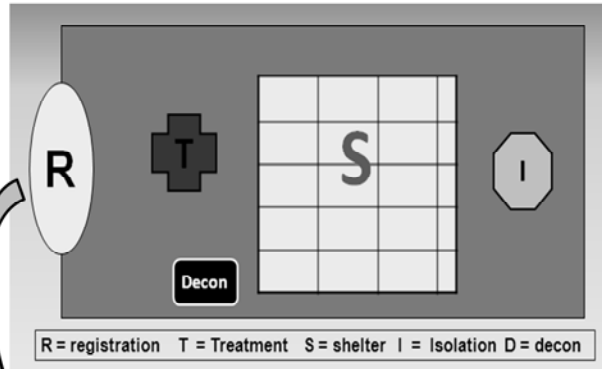 R
T
S
I
Decon
R = registration T = Treatment S = shelter I = Isolation D = decon